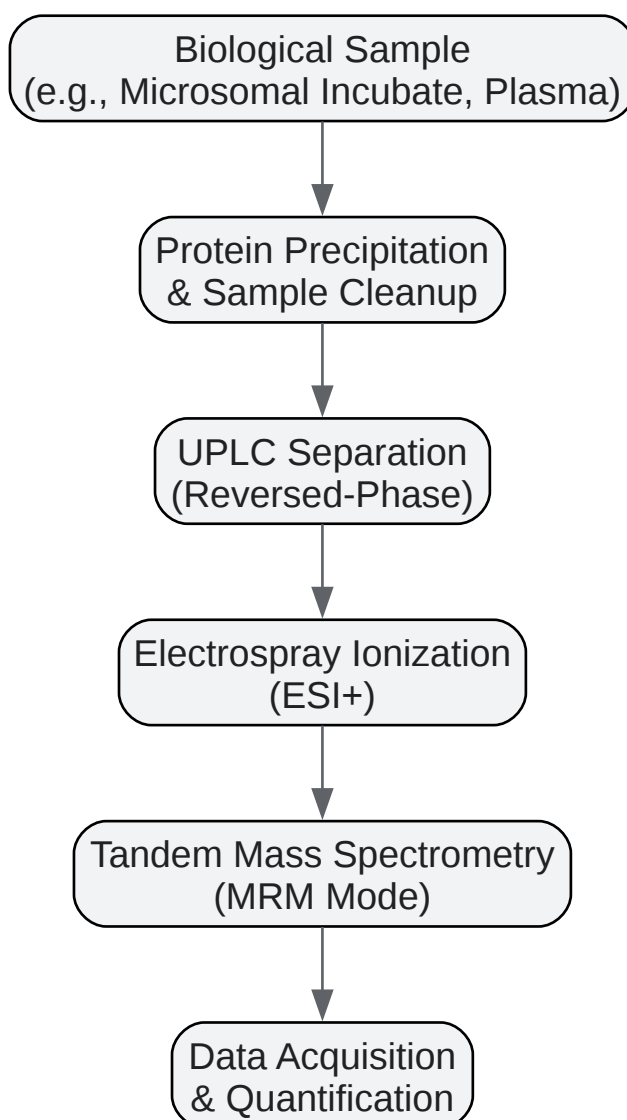 Biological Sample
(e.g., Microsomal Incubate, Plasma)
Protein Precipitation
& Sample Cleanup
UPLC Separation
(Reversed-Phase)
Electrospray Ionization
(ESI+)
Tandem Mass Spectrometry
(MRM Mode)
Data Acquisition
& Quantification